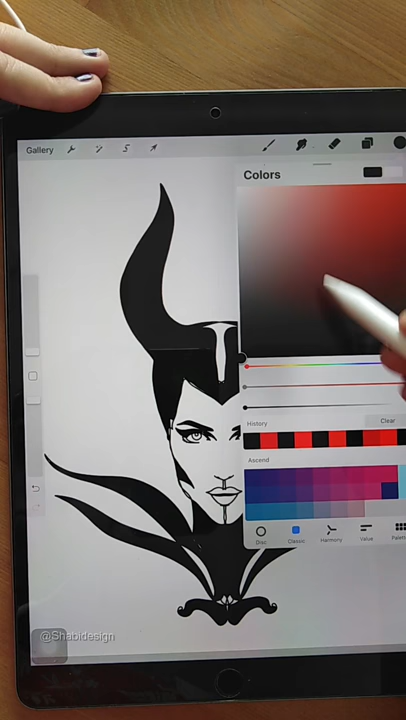 Gallery
Colors
History
Clear
Ascend
Disc
Classic
Harmony
Value
@Shabidesign